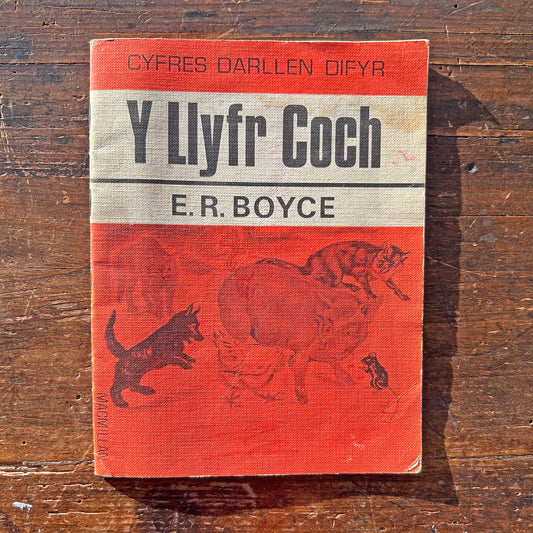 CYFRES DARLLEN DIFYR
Y Llyfr Coch
E. R. BOYCE
MACMILLAN